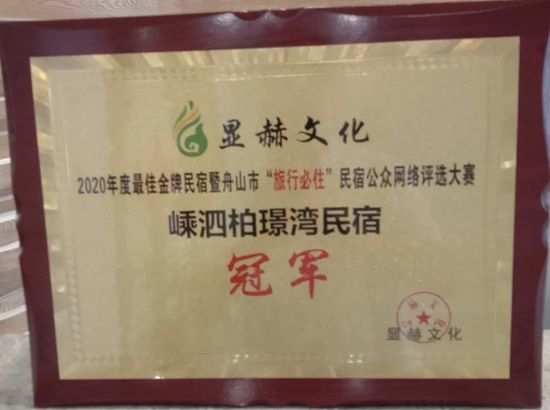 显赫文化
2020年度最佳金牌民宿暨舟山市“旅行必住”民宿公众网络评选大赛
嵊泗柏璟湾民宿
冠军
显赫文化